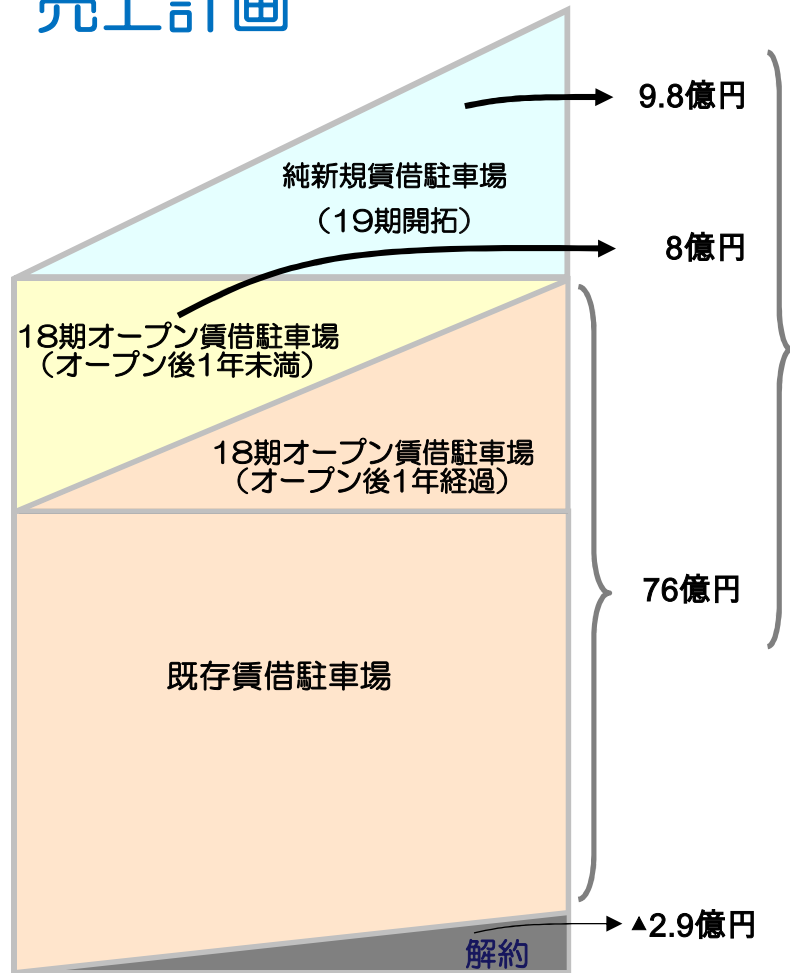 売上計画
9.8億円
純新規賃借駐車場
（19期開拓）
8億円
18期オープン賃借駐車場
（オープン後1年未満）
18期オープン賃借駐車場
（オープン後1年経過）
76億円
既存賃借駐車場
▲2.9億円
解約